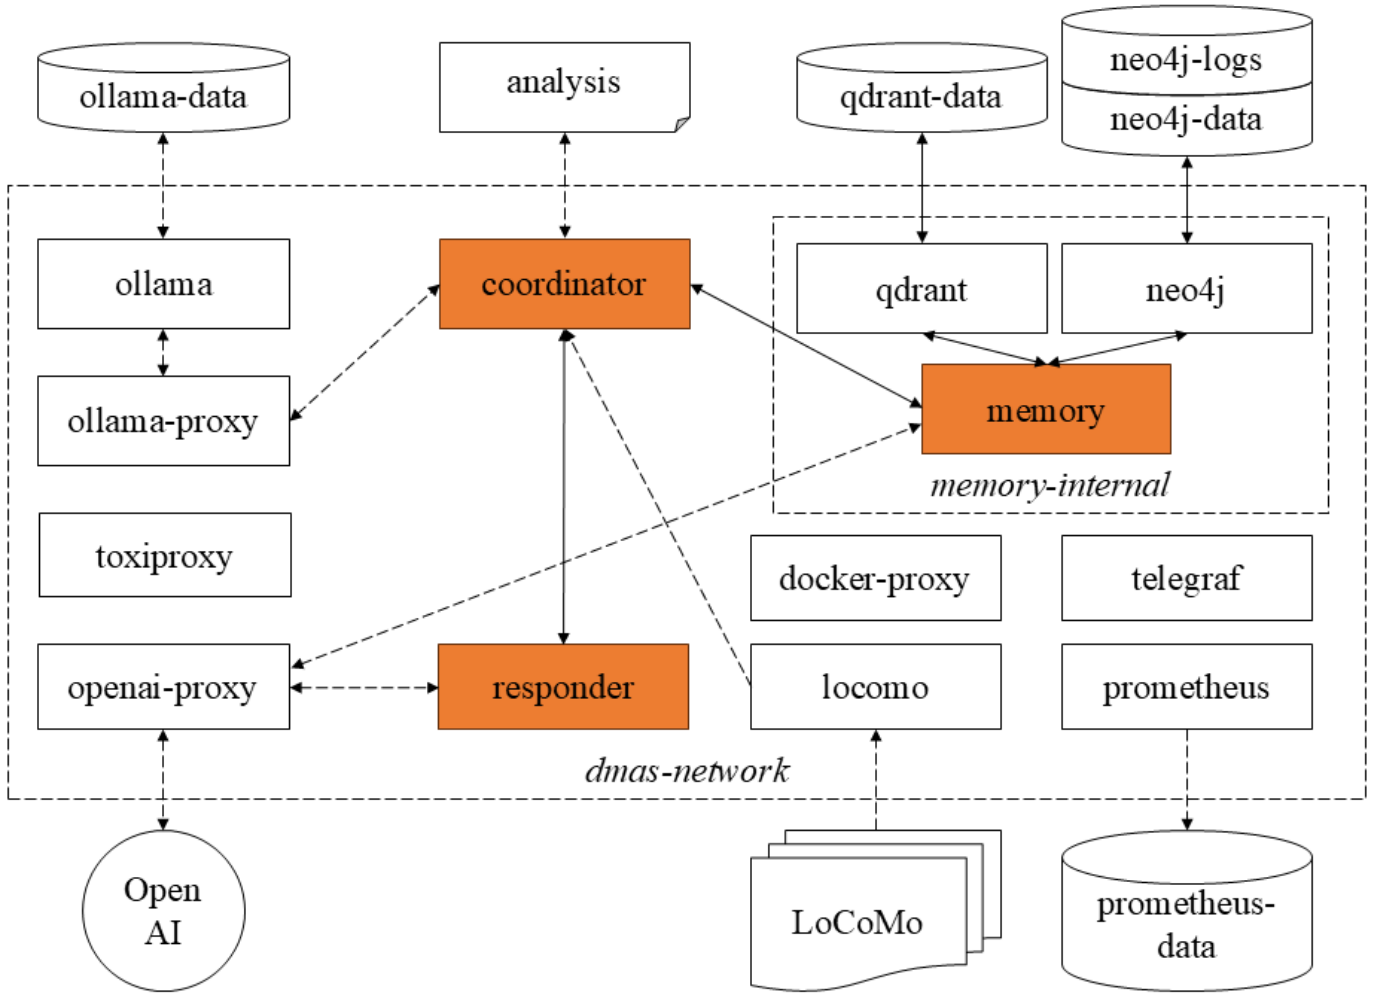 ollama-data
analysis
qdrant-data
neo4j-logs
neo4j-data
ollama
coordinator
qdrant
neo4j
ollama-proxy
memory
memory-internal
toxiproxy
docker-proxy
telegraf
openai-proxy
responder
locomo
prometheus
dmas-network
Open
AI
LoCoMo
prometheus-
data